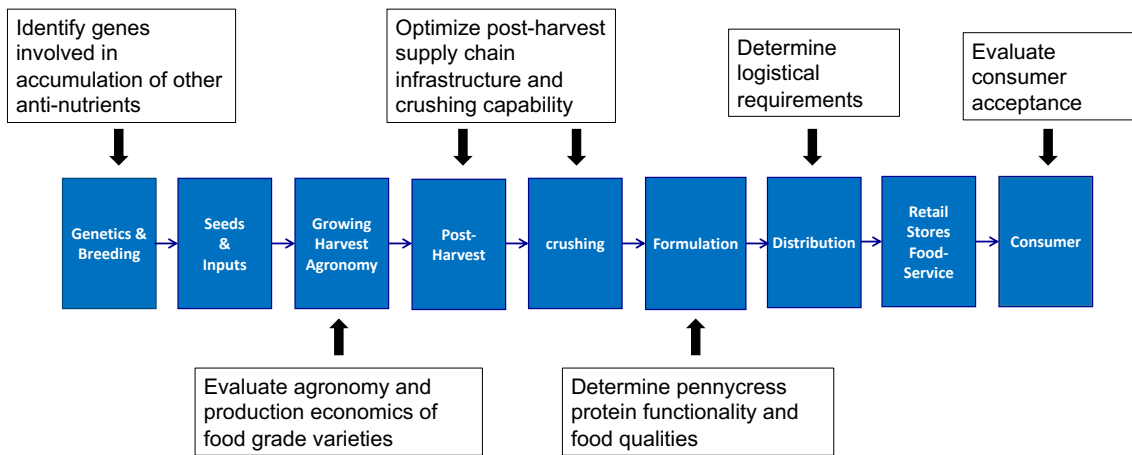 Identify genes
involved in
accumulation of other
anti-nutrients
Optimize post-harvest
supply chain
infrastructure and
crushing capability
Determine
logistical
requirements
Evaluate
consumer
acceptance
Genetics &
Breeding
Seeds
&
Inputs
Growing
Harvest
Agronomy
Post-
Harvest
crushing
Formulation
Distribution
Retail
Stores
Food-
Service
Consumer
Evaluate agronomy and
production economics of
food grade varieties
Determine pennycress
protein functionality and
food qualities